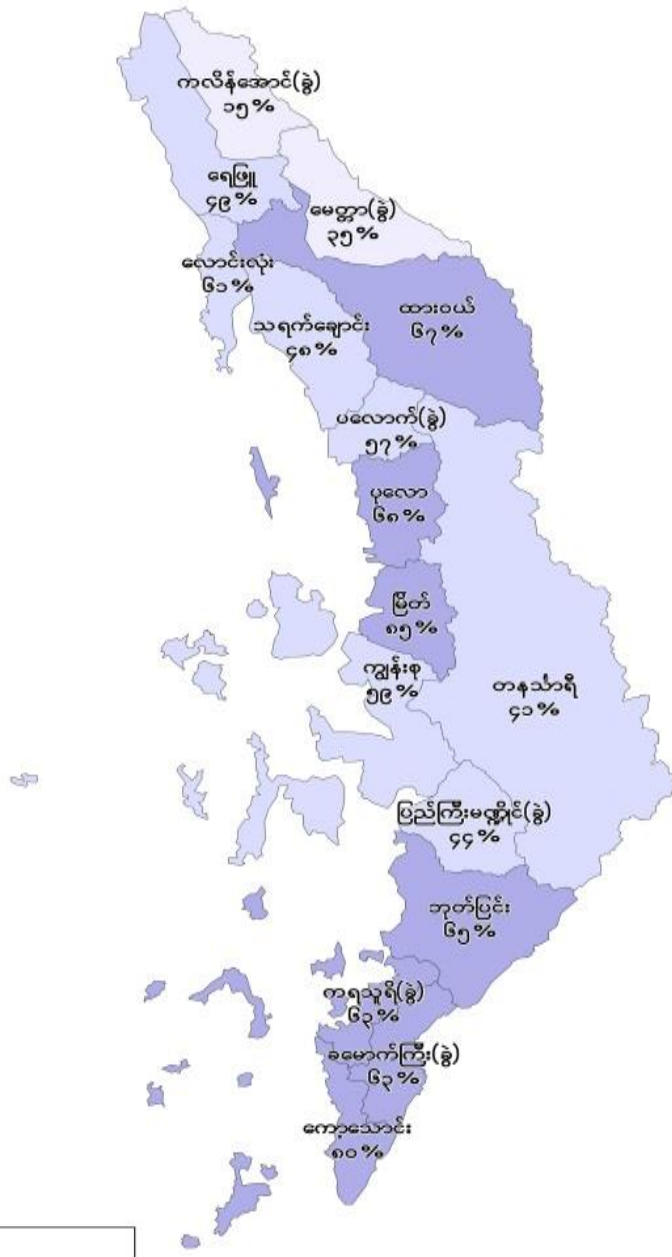 ကလိန်အောင်(ခွဲ)
၁၅%
ရေဖြူ
၄၉%
မေတ္တာ(ခွဲ)
၃၅%
လောင်းလုံး
၆၁%
ထားဝယ်
၆၇%
သရက်ချောင်း
၄၈%
ပလောက်(ခွဲ)
၅၇%
ပုလော
၆၈%
မြိတ်
၈၅%
ကျွန်းစု
၅၉%
တနင်္သာရီ
၄၁%
ပြည်ကြီးမဏ္ဍိုင်(ခွဲ)
၄၄%
ဘုတ်ပြင်း
၆၅%
ကရသူရိ(ခွဲ)
၆၃%
ခမောက်ကြီး(ခွဲ)
၆၃%
ကော့သောင်း
၈၀%